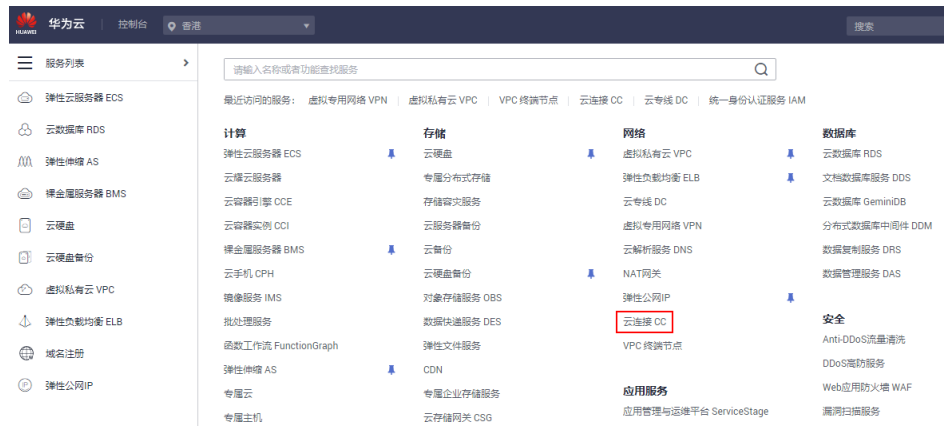 HUAWEI 华为云 控制台 香港 搜索
服务列表
弹性云服务器 ECS
云数据库 RDS
弹性伸缩 AS
裸金属服务器 BMS
云硬盘
云硬盘备份
虚拟私有云 VPC
弹性负载均衡 ELB
域名注册
弹性公网IP
请输入名称或者功能查找服务
最近访问的服务： 虚拟专用网络 VPN 虚拟私有云 VPC VPC 终端节点 云连接 CC 云专线 DC 统一身份认证服务 IAM
计算
弹性云服务器 ECS
云耀云服务器
云容器引擎 CCE
云容器实例 CCI
裸金属服务器 BMS
云手机 CPH
镜像服务 IMS
批处理服务
函数工作流 FunctionGraph
弹性伸缩 AS
专属云
专属主机
存储
云硬盘
专属分布式存储
存储容灾服务
云服务器备份
云备份
云硬盘备份
对象存储服务 OBS
数据快递服务 DES
弹性文件服务
CDN
专属企业存储服务
云存储网关 CSG
网络
虚拟私有云 VPC
弹性负载均衡 ELB
云专线 DC
虚拟专用网络 VPN
云解析服务 DNS
NAT网关
弹性公网IP
云连接 CC
VPC 终端节点
应用服务
应用管理与运维平台 ServiceStage
数据库
云数据库 RDS
文档数据库服务 DDS
云数据库 GeminiDB
分布式数据库中间件 DDM
数据复制服务 DRS
数据管理服务 DAS
安全
Anti-DDoS流量清洗
DDoS高防服务
Web应用防火墙 WAF
漏洞扫描服务